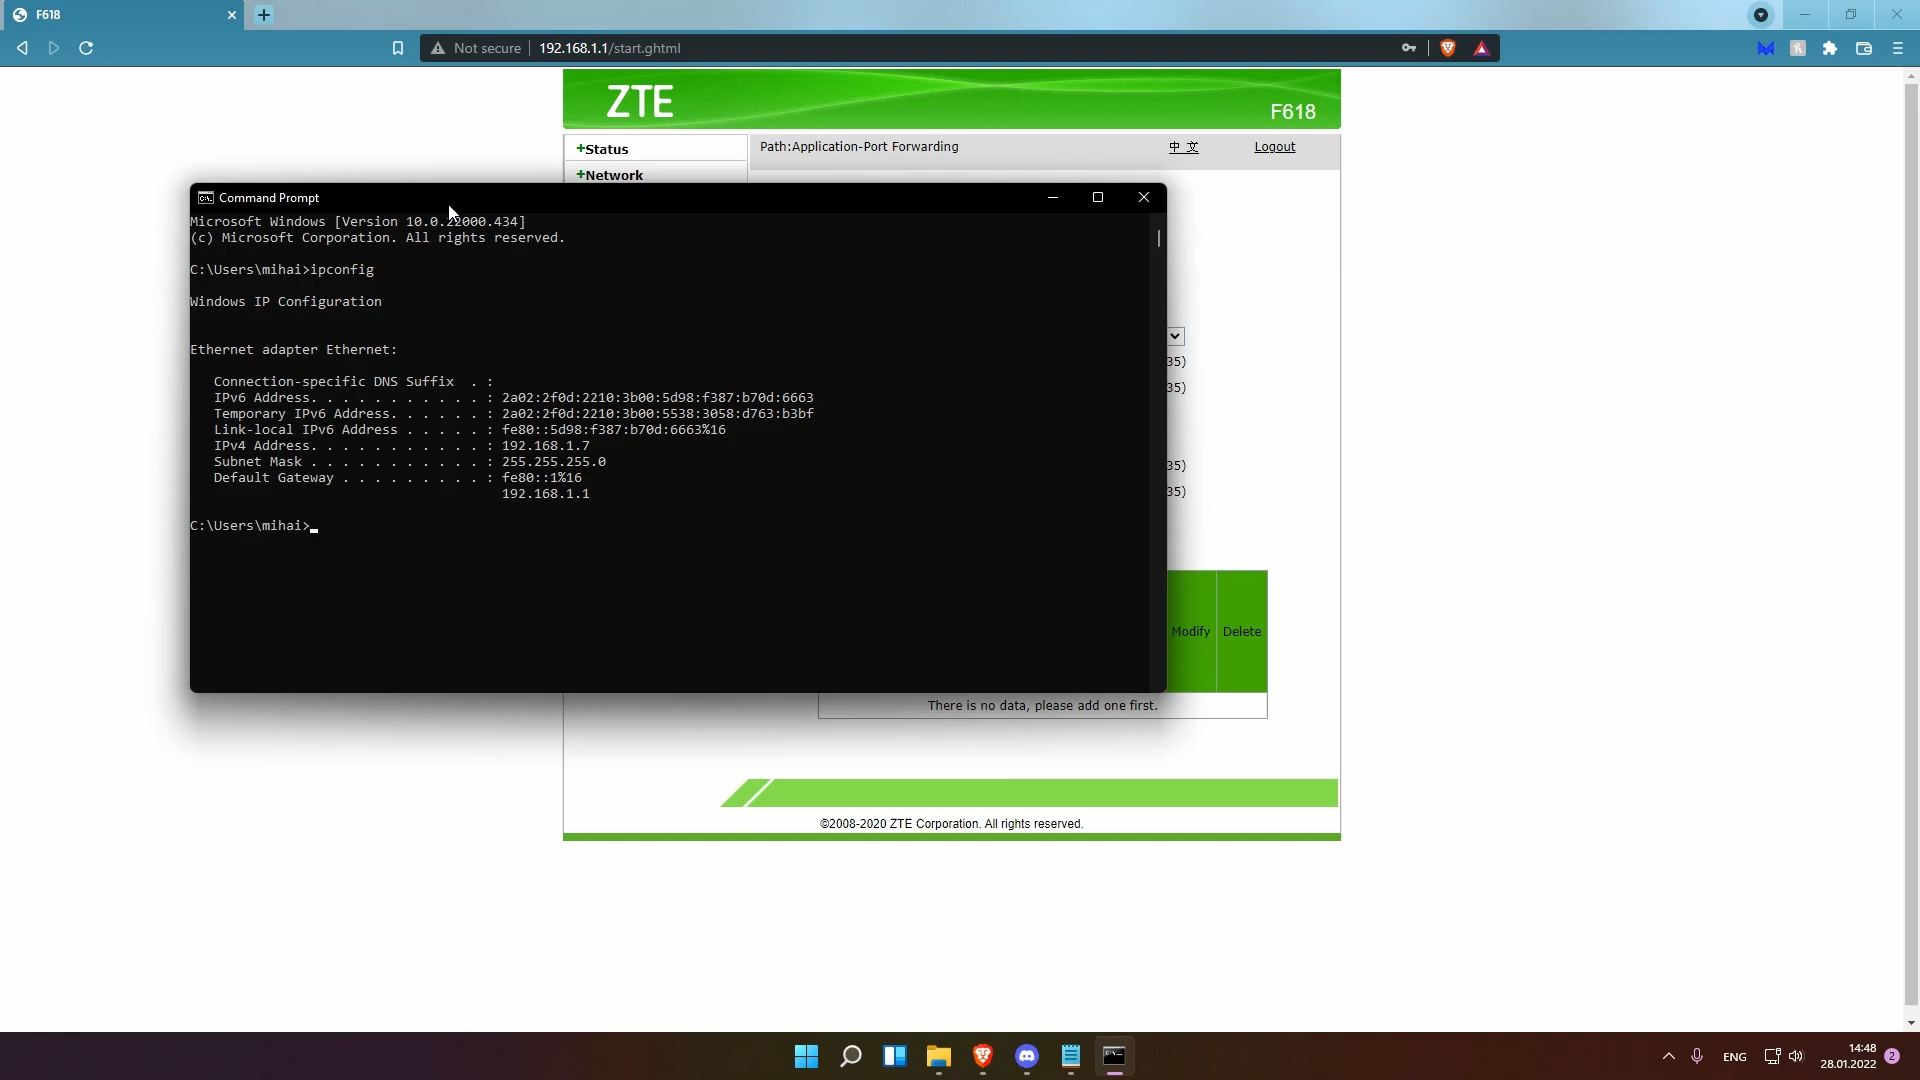 F618
Not secure
192.168.1.1/start.ghtml
ZTE
F618
+Status
Path:Application-Port Forwarding
中文
Logout
+Network
Command Prompt
Microsoft Windows [Version 10.0.22000.434]
(c) Microsoft Corporation. All rights reserved.
C:\Users\mihai>ipconfig
Windows IP Configuration
Ethernet adapter Ethernet:
Connection-specific DNS Suffix . :
IPv6 Address. . . . . . . . . . . : 2a02:2f0d:2210:3b00:5d98:f387:b70d:6663
Temporary IPv6 Address. . . . . . : 2a02:2f0d:2210:3b00:5538:3058:d763:b3bf
Link-local IPv6 Address . . . . . : fe80::5d98:f387:b70d:6663%16
IPv4 Address. . . . . . . . . . . : 192.168.1.7
Subnet Mask . . . . . . . . . . . : 255.255.255.0
Default Gateway . . . . . . . . . : fe80::1%16
192.168.1.1
C:\Users\mihai>
35)
35)
35)
35)
Modify
Delete
There is no data, please add one first.
©2008-2020 ZTE Corporation. All rights reserved.
ENG
14:48
28.01.2022
2